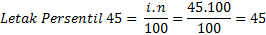 Letak Persentil 45 = i.n/100 = 45.100/100 = 45